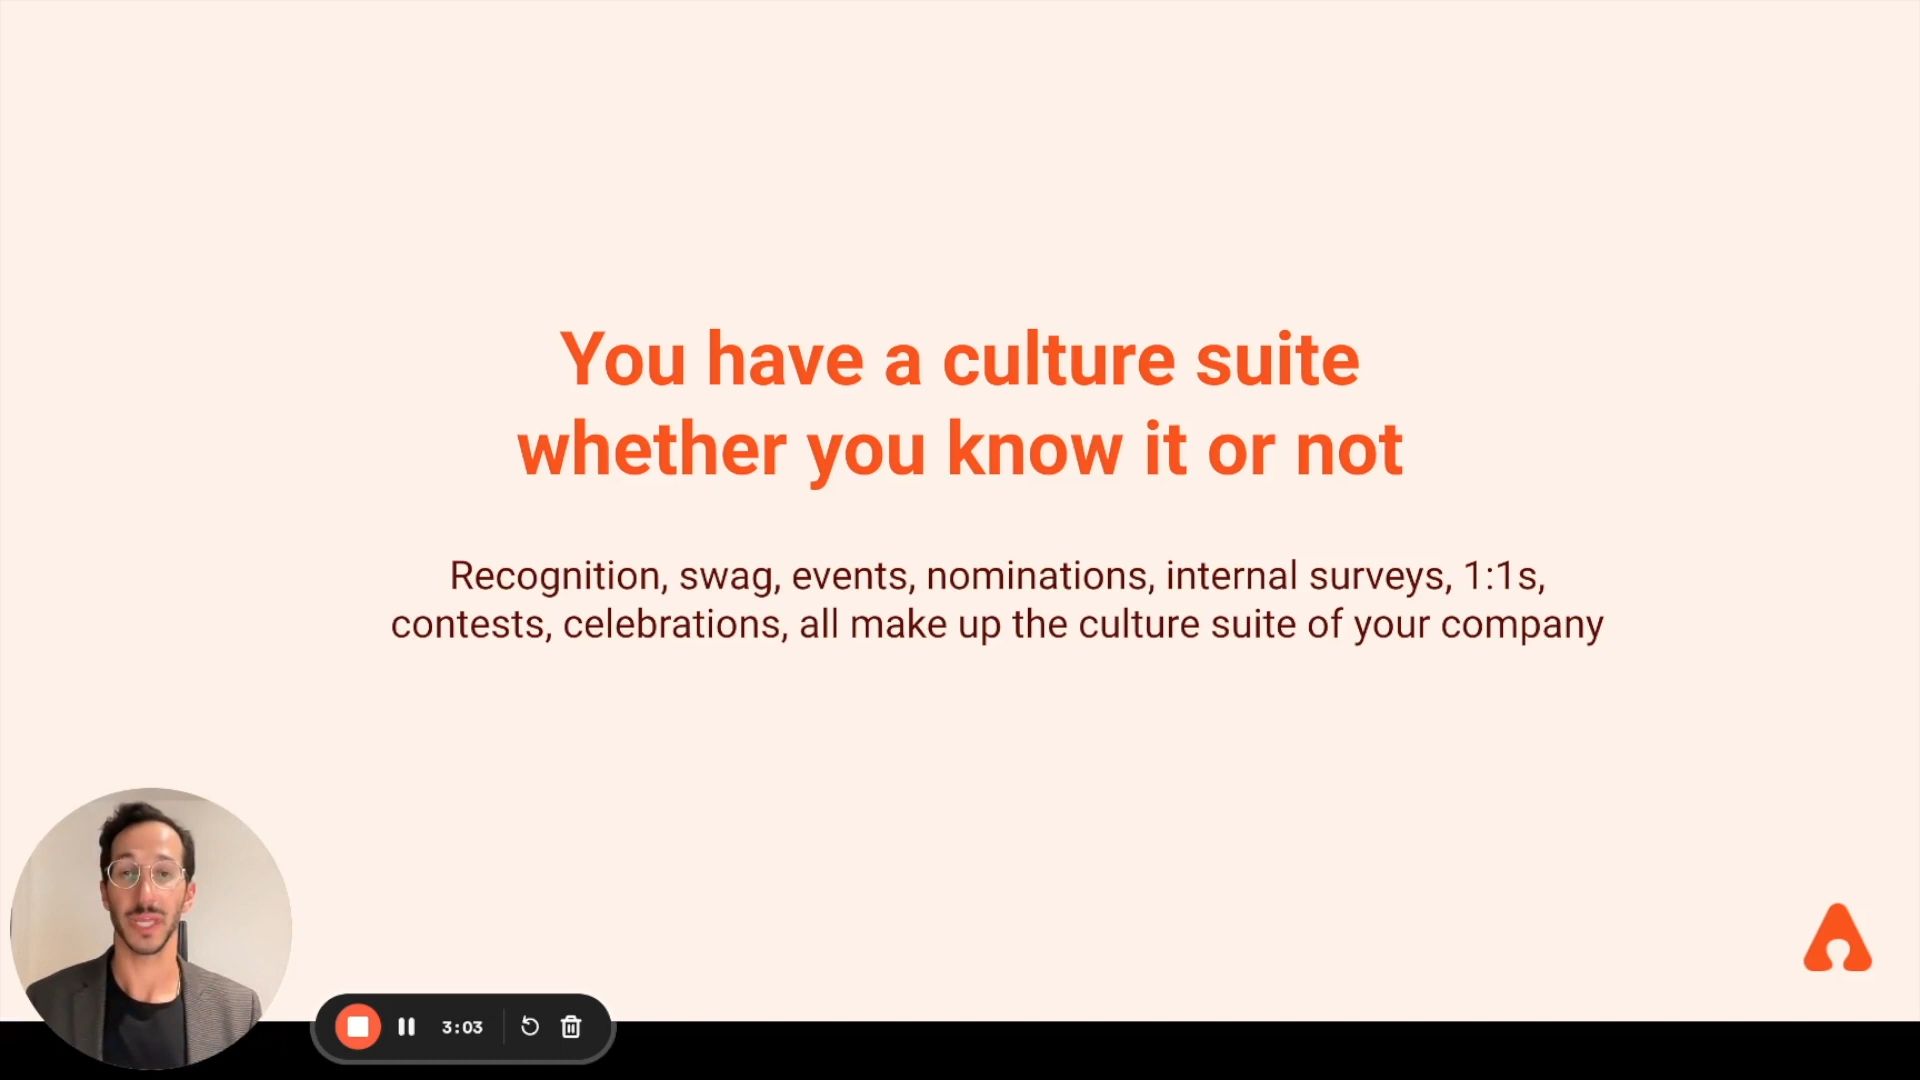 You have a culture suite
whether you know it or not
Recognition, swag, events, nominations, internal surveys, 1:1s,
contests, celebrations, all make up the culture suite of your company
3:03